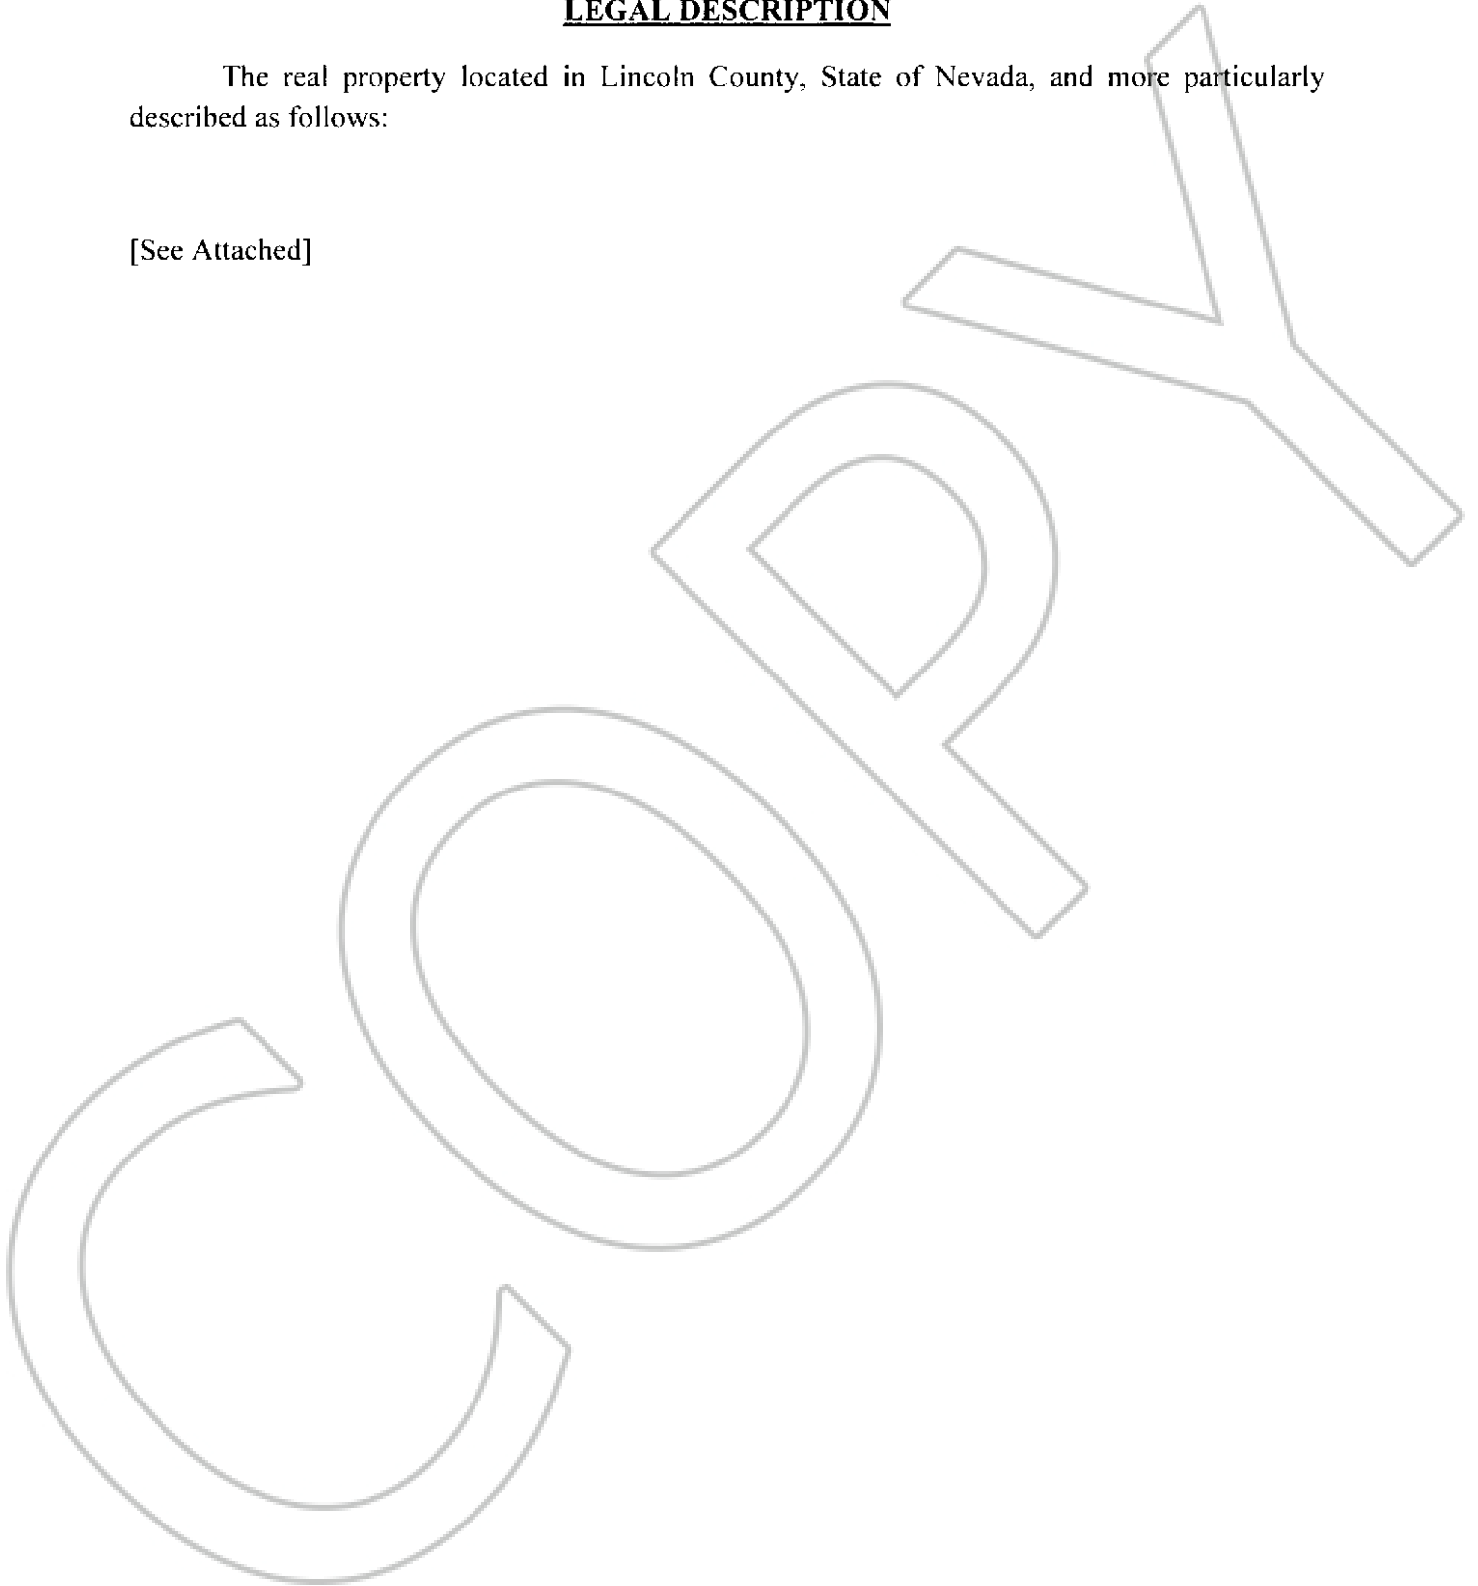 LEGAL DESCRIPTION
The real property located in Lincoln County, State of Nevada, and more particularly
described as follows:
[See Attached]
COPY